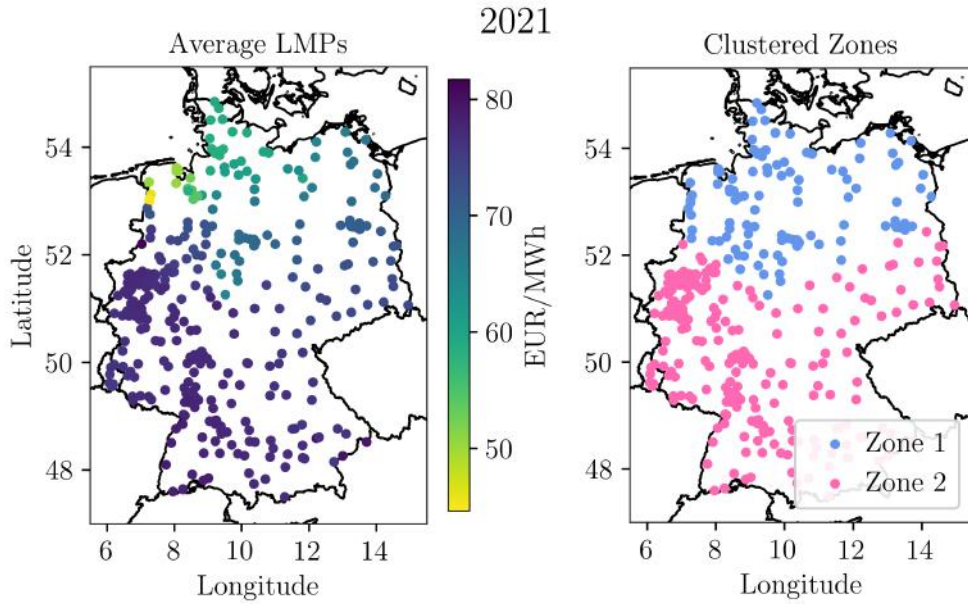 2021
Average LMPs
Clustered Zones
54
52
50
48
Latitude
6 8 10 12 14
Longitude
80
70
60
50
EUR/MWh
54
52
50
48
6 8 10 12 14
Longitude
Zone 1
Zone 2